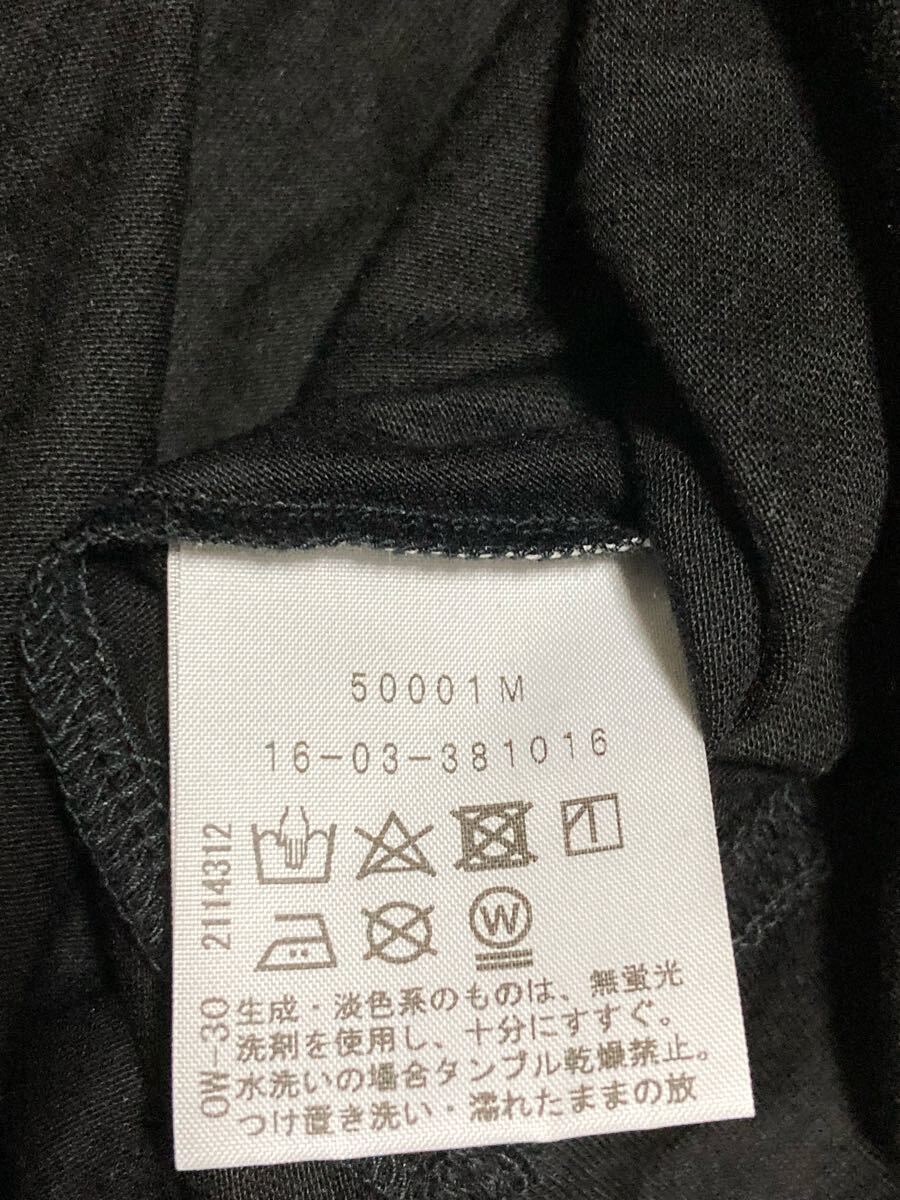 50001M
16-03-381016
W
生成・淡色系のものは、無蛍光
洗剤を使用し、十分にすすぐ。
水洗いの場合タンブル乾燥禁止。
つけ置き洗い・濡れたままの放
OW-30 2114312